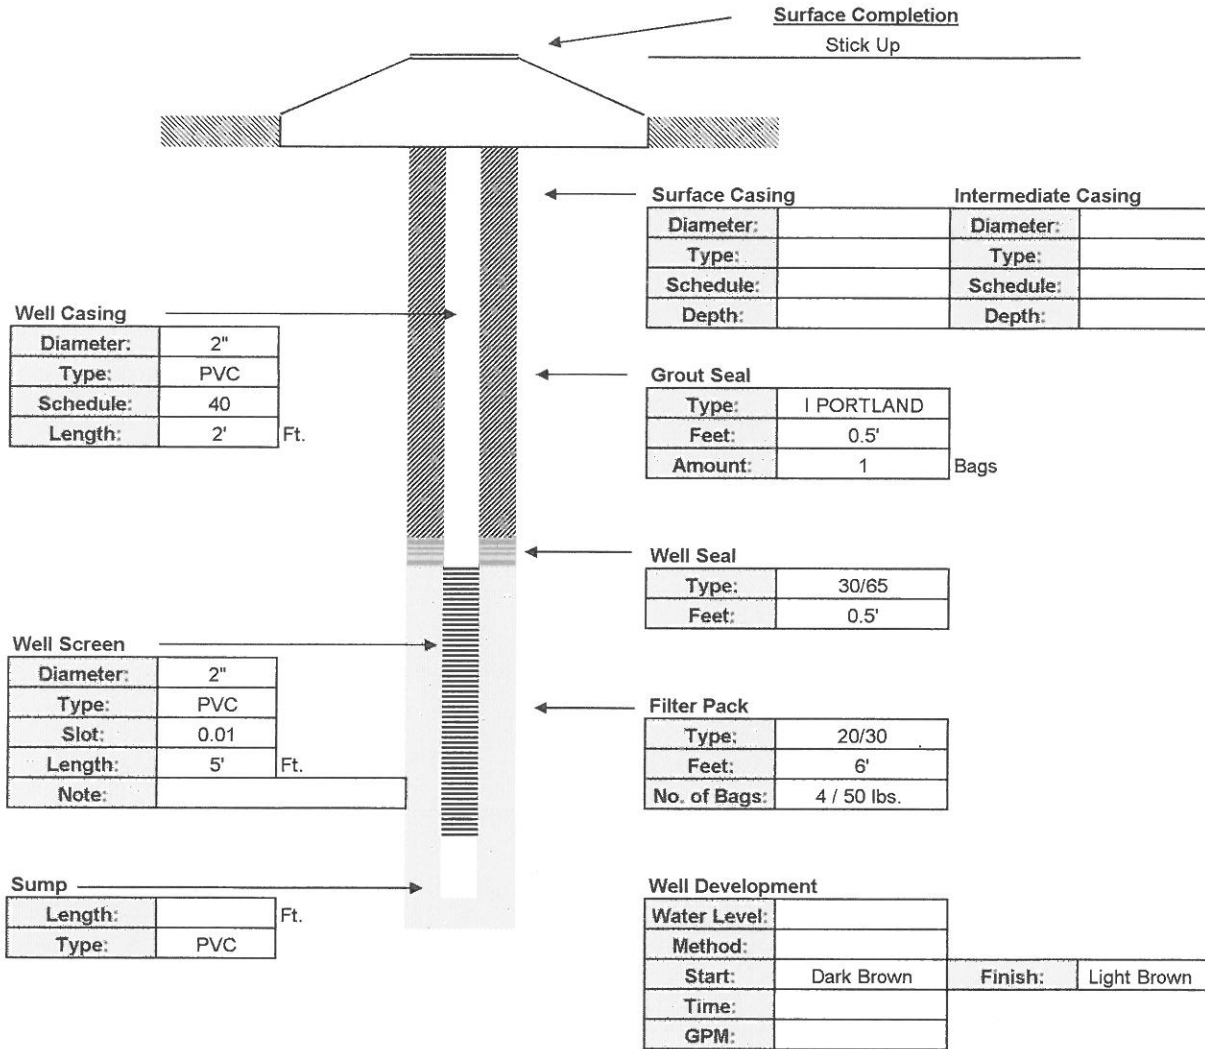 Surface Completion
Stick Up
Surface Casing Intermediate Casing
Diameter: Diameter:
Type: Type:
Schedule: Schedule:
Depth: Depth:
Well Casing
Diameter: 2"
Type: PVC
Schedule: 40
Length: 2' Ft.
Grout Seal
Type: I PORTLAND
Feet: 0.5'
Amount: 1 Bags
Well Seal
Type: 30/65
Feet: 0.5'
Well Screen
Diameter: 2"
Type: PVC
Slot: 0.01
Length: 5' Ft.
Note:
Filter Pack
Type: 20/30
Feet: 6'
No. of Bags: 4 / 50 lbs.
Sump
Length: Ft.
Type: PVC
Well Development
Water Level:
Method:
Start: Dark Brown Finish: Light Brown
Time:
GPM: